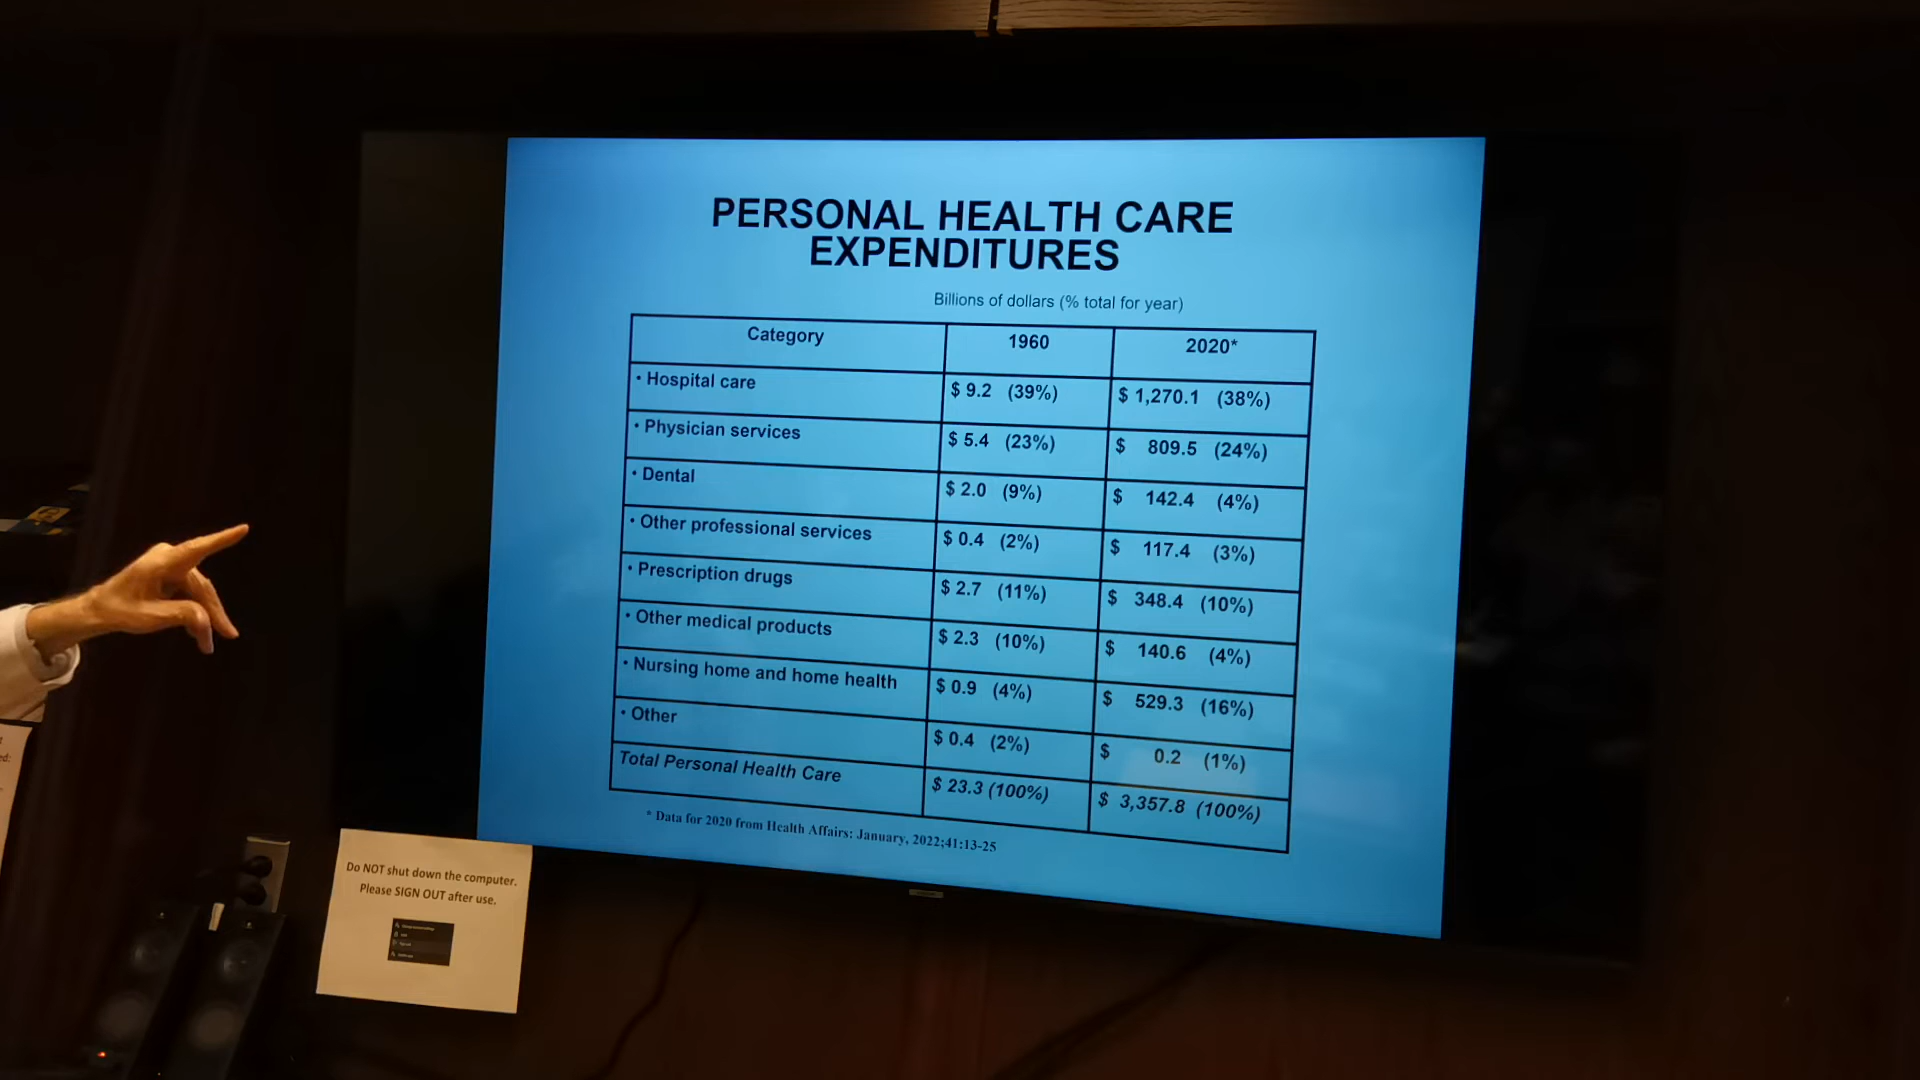 PERSONAL HEALTH CARE
EXPENDITURES
Billions of dollars (% total for year)
Category 1960 2020*
• Hospital care $ 9.2 (39%) $ 1,270.1 (38%)
• Physician services $ 5.4 (23%) $ 809.5 (24%)
• Dental $ 2.0 (9%) $ 142.4 (4%)
• Other professional services $ 0.4 (2%) $ 117.4 (3%)
• Prescription drugs $ 2.7 (11%) $ 348.4 (10%)
• Other medical products $ 2.3 (10%) $ 140.6 (4%)
• Nursing home and home health $ 0.9 (4%) $ 529.3 (16%)
• Other $ 0.4 (2%) $ 0.2 (1%)
Total Personal Health Care $ 23.3 (100%) $ 3,357.8 (100%)
* Data for 2020 from Health Affairs: January, 2022;41:13-25
Do NOT shut down the computer.
Please SIGN OUT after use.